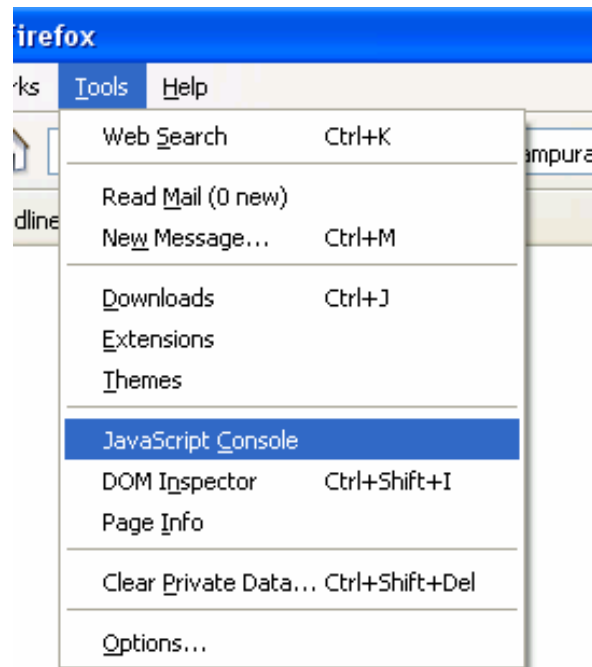 Firefox
rks Tools Help
Web Search Ctrl+K
ampura
Read Mail (0 new)
dline
New Message... Ctrl+M
Downloads Ctrl+J
Extensions
Themes
JavaScript Console
DOM Inspector Ctrl+Shift+I
Page Info
Clear Private Data... Ctrl+Shift+Del
Options...